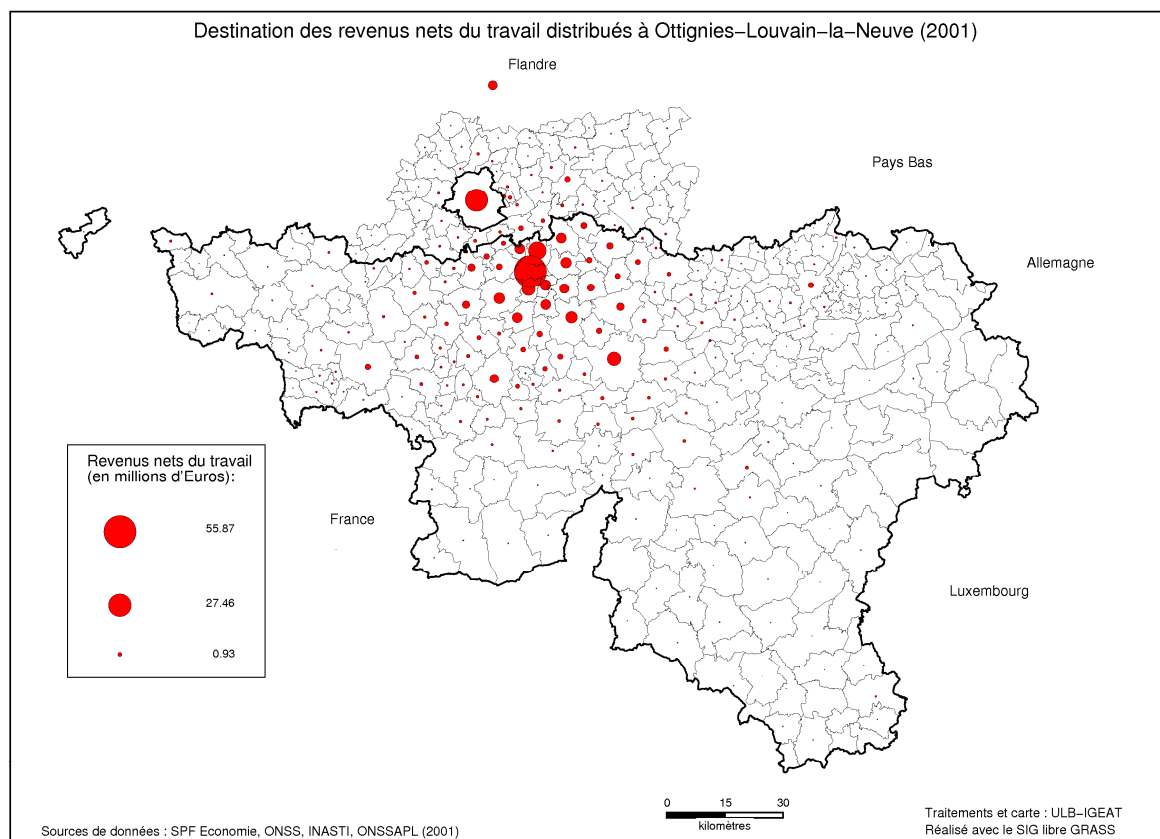 Destination des revenus nets du travail distribués à Ottignies−Louvain−la−Neuve (2001)
Flandre
Pays Bas
Allemagne
Revenus nets du travail
(en millions d'Euros):
55.87
27.46
0.93
France
Luxembourg
0 15 30
kilomètres
Sources de données : SPF Economie, ONSS, INASTI, ONSSAPL (2001)
Traitements et carte : ULB−IGEAT
Réalisé avec le SIG libre GRASS